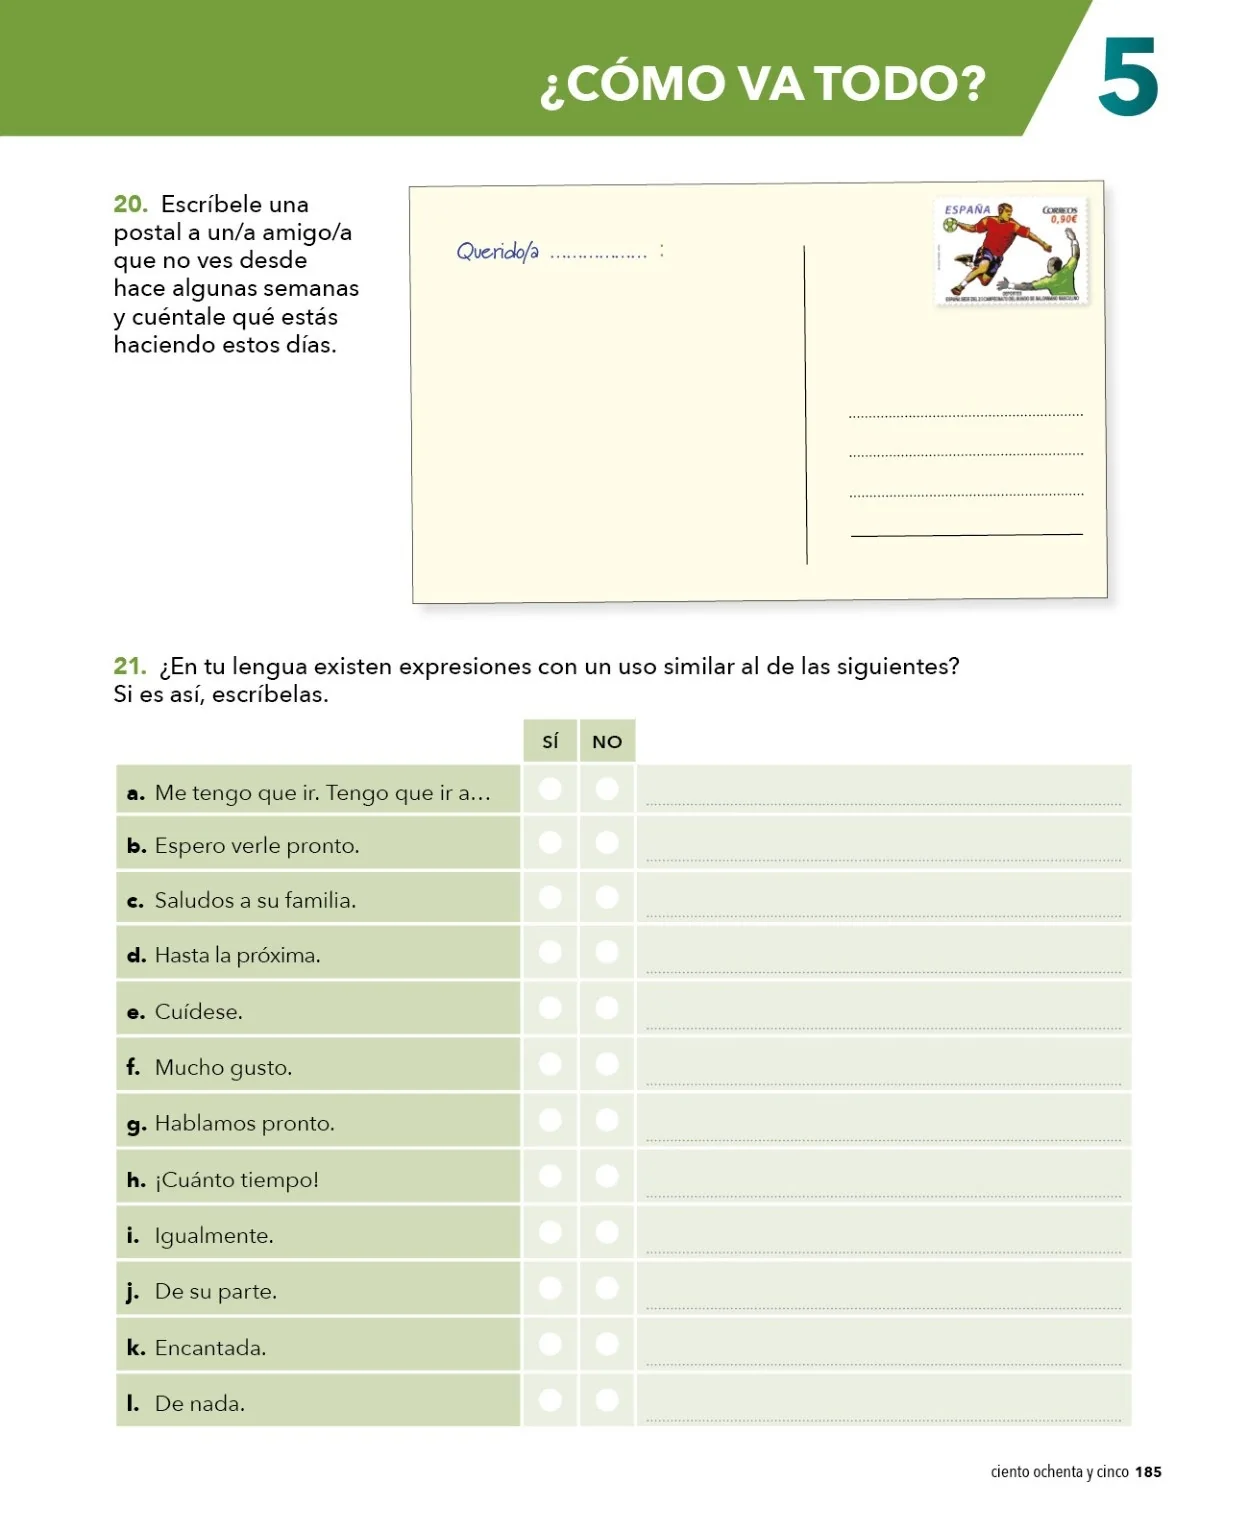 ¿CÓMO VA TODO?
5
20. Escríbele una
postal a un/a amigo/a
que no ves desde
hace algunas semanas
y cuéntale qué estás
haciendo estos días.
Querido/a .................. :
ESPAÑA
CORREOS
0,90€
DEPORTES
21. ¿En tu lengua existen expresiones con un uso similar al de las siguientes?
Si es así, escríbelas.
SÍ NO
a. Me tengo que ir. Tengo que ir a…
b. Espero verle pronto.
c. Saludos a su familia.
d. Hasta la próxima.
e. Cuídese.
f. Mucho gusto.
g. Hablamos pronto.
h. ¡Cuánto tiempo!
i. Igualmente.
j. De su parte.
k. Encantada.
l. De nada.
ciento ochenta y cinco 185